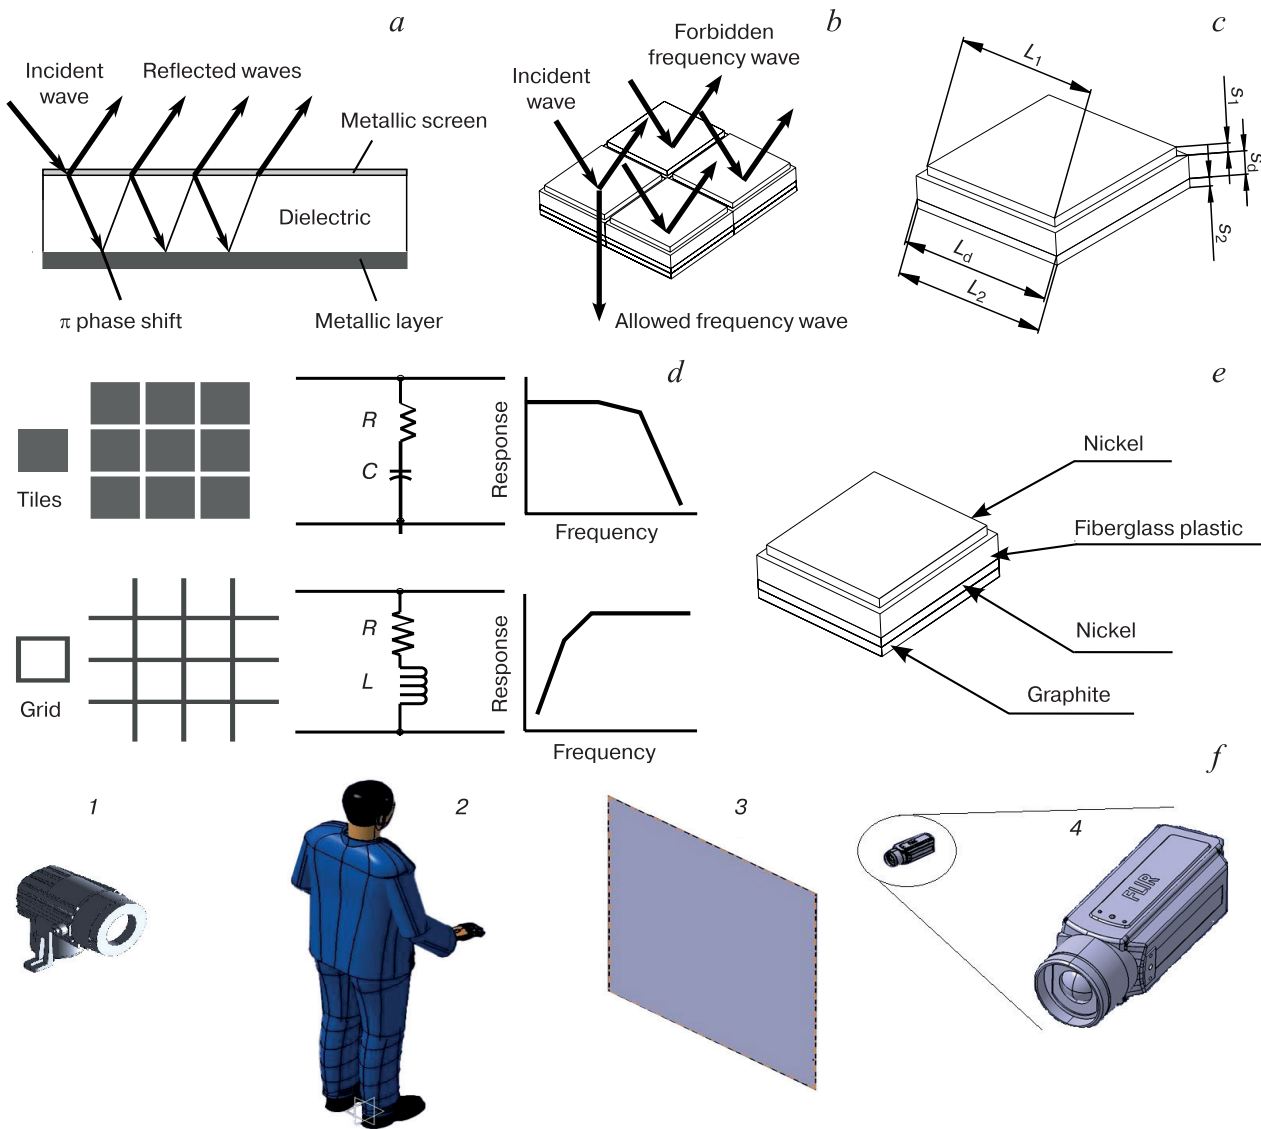 a
Incident
wave
Reflected waves
Metallic screen
Dielectric
π phase shift
Metallic layer
b
Forbidden
frequency wave
Incident
wave
Allowed frequency wave
c
L1
S1
Sd
S2
Ld
L2
d
Tiles
R
C
Response
Frequency
Grid
R
L
Response
Frequency
e
Nickel
Fiberglass plastic
Nickel
Graphite
f
1
2
3
4
FLIR